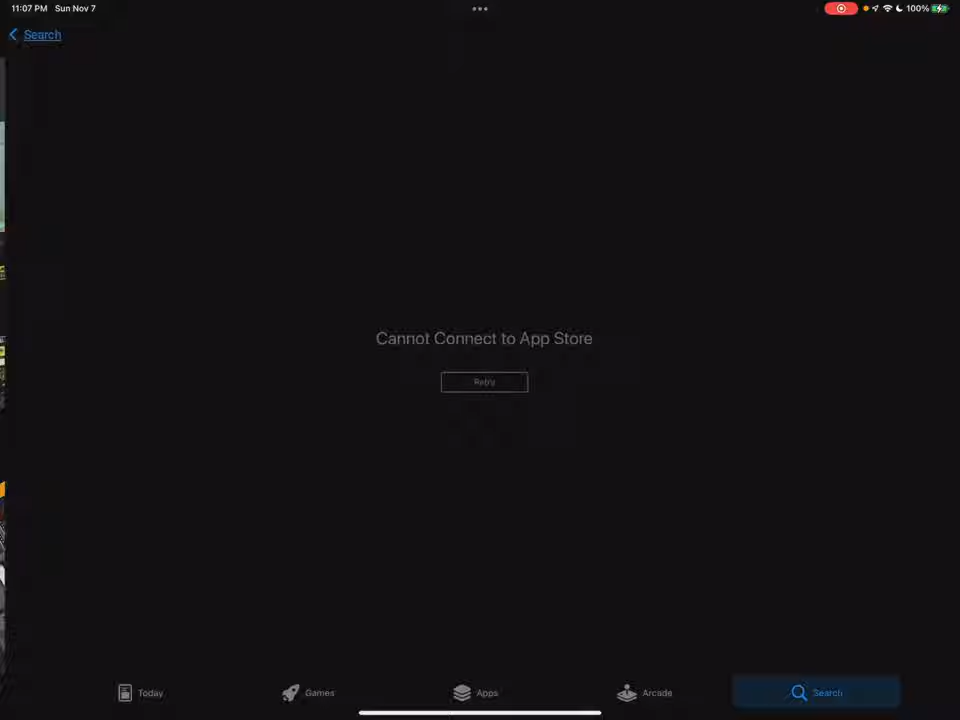 11:07 PM Sun Nov 7
100%
Search
Cannot Connect to App Store
Retry
Today
Games
Apps
Arcade
Search